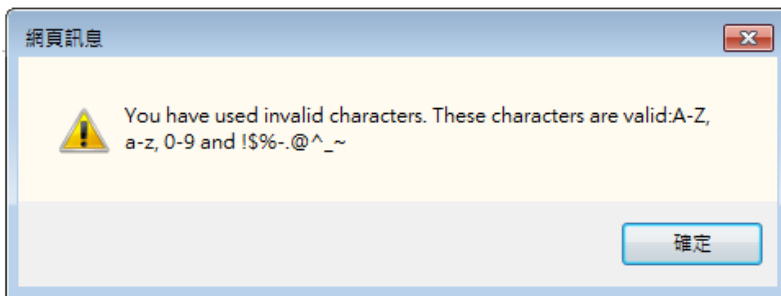 網頁訊息
You have used invalid characters. These characters are valid:A-Z,
a-z, 0-9 and !$%-.@^_~
確定